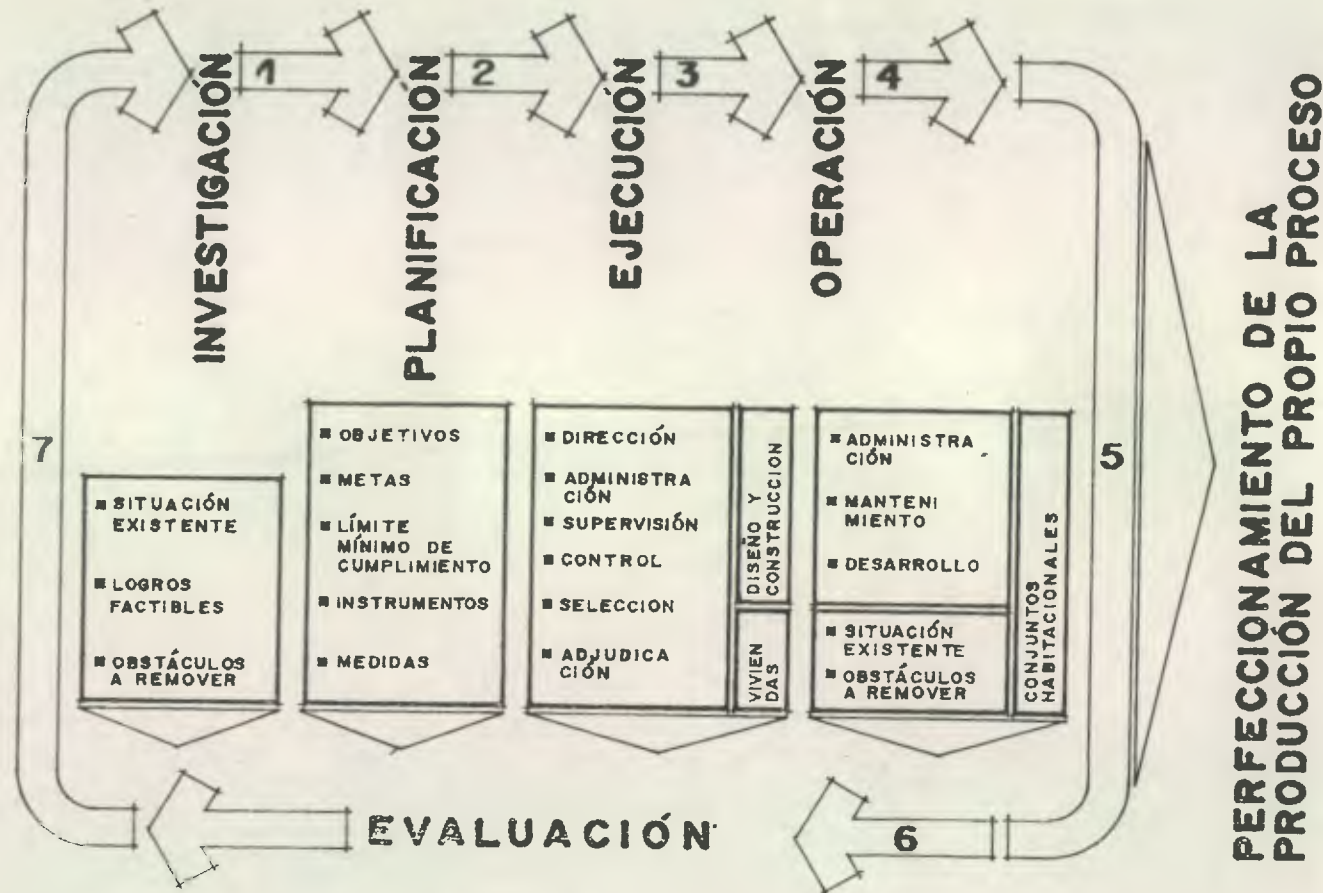 1
2
3
4
INVESTIGACIÓN
PLANIFICACIÓN
EJECUCIÓN
OPERACIÓN
7
■ SITUACIÓN
EXISTENTE
■ LOGROS
FACTIBLES
■ OBSTÁCULOS
A REMOVER
■ OBJETIVOS
■ METAS
■ LÍMITE
MÍNIMO DE
CUMPLIMIENTO
■ INSTRUMENTOS
■ MEDIDAS
■ DIRECCIÓN
■ ADMINISTRA
CIÓN
■ SUPERVISIÓN
■ CONTROL
■ SELECCION
■ ADJUDICA
CIÓN
DISEÑO Y
CONSTRUCCION
VIVIEN
DAS
■ ADMINISTRA
CIÓN
■ MANTENI
MIENTO
■ DESARROLLO
■ SITUACIÓN
EXISTENTE
■ OBSTÁCULOS
A REMOVER
CONJUNTOS
HABITACIONALES
5
PERFECCIONAMIENTO DE LA
PRODUCCIÓN DEL PROPIO PROCESO
EVALUACIÓN
6